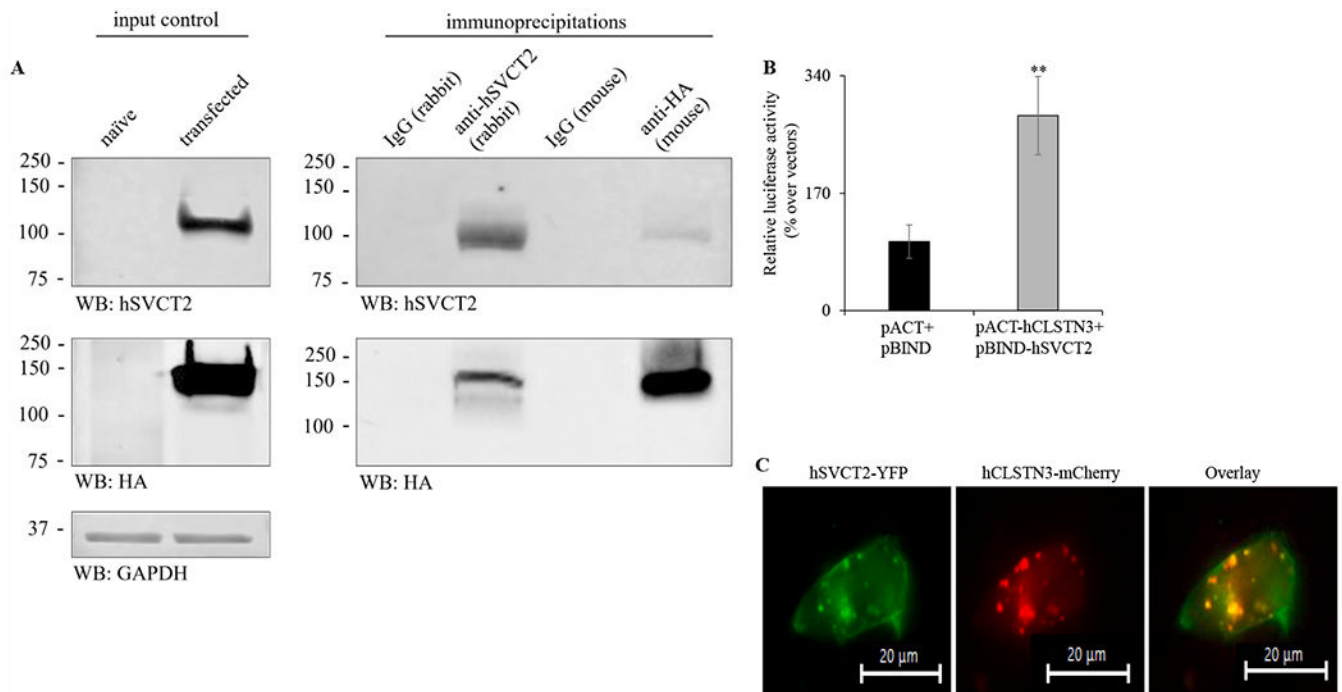 input control
immunoprecipitations
A
naïve
transfected
IgG (rabbit)
anti-hSVCT2
(rabbit)
IgG (mouse)
anti-HA
(mouse)
250 -
150 -
100 -
75 -
WB: hSVCT2
250 -
150 -
100 -
75 -
WB: hSVCT2
250 -
150 -
100 -
75 -
WB: HA
250 -
150 -
100 -
WB: HA
37 -
WB: GAPDH
B
Relative luciferase activity
(% over vectors)
340
170
0
**
pACT+
pBIND
pACT-hCLSTN3+
pBIND-hSVCT2
C
hSVCT2-YFP
hCLSTN3-mCherry
Overlay
20 µm
20 µm
20 µm